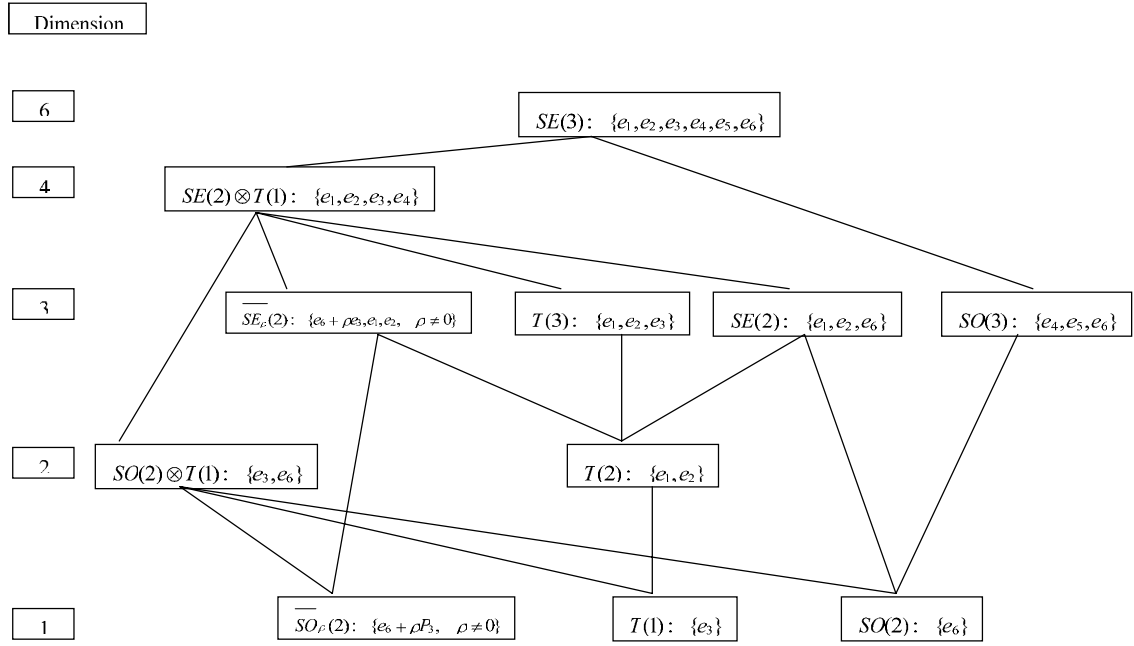 Dimension
6
SE(3): {e₁,e₂,e₃,e₄,e₅,e₆}
4
SE(2)⊗T(1): {e₁,e₂,e₃,e₄}
3
S̅E̅ᵨ(2): {e₆+ρe₃,e₁,e₂, ρ≠0}
T(3): {e₁,e₂,e₃}
SE(2): {e₁,e₂,e₆}
SO(3): {e₄,e₅,e₆}
2
SO(2)⊗T(1): {e₃,e₆}
T(2): {e₁,e₂}
1
S̅O̅ᵨ(2): {e₆+ρP₃, ρ≠0}
T(1): {e₃}
SO(2): {e₆}